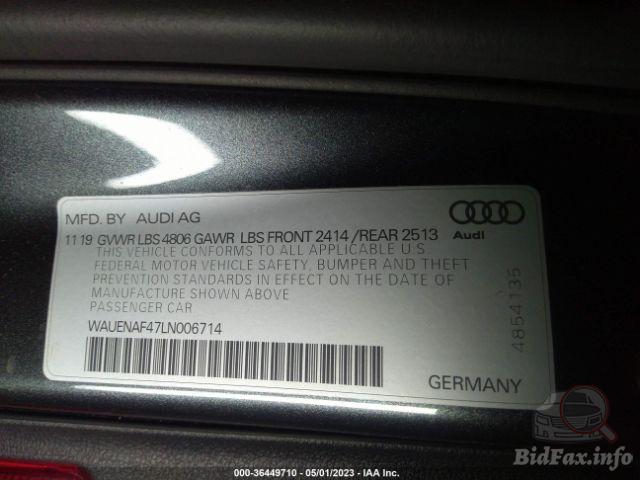 MFD. BY AUDI AG
11 19 GVWR LBS 4806 GAWR LBS FRONT 2414 /REAR 2513
Audi
THIS VEHICLE CONFORMS TO ALL APPLICABLE U S
FEDERAL MOTOR VEHICLE SAFETY, BUMPER AND THEFT
PREVENTION STANDARDS IN EFFECT ON THE DATE OF
MANUFACTURE SHOWN ABOVE
PASSENGER CAR
WAUENAF47LN006714
4854135
GERMANY
BidFax.info
000-36449710 - 05/01/2023 - IAA Inc.